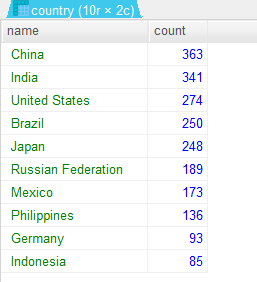 country (10r × 2c)
name count
China 363
India 341
United States 274
Brazil 250
Japan 248
Russian Federation 189
Mexico 173
Philippines 136
Germany 93
Indonesia 85